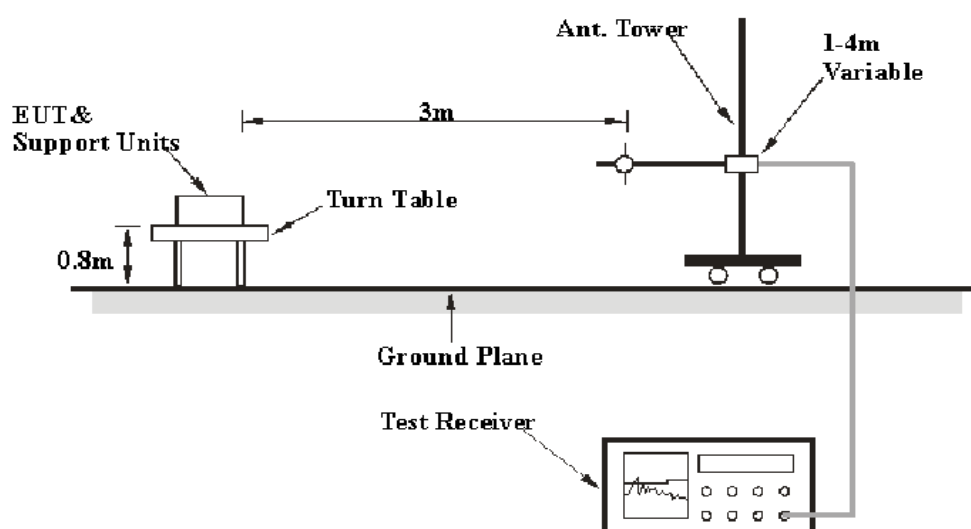 Ant. Tower
1-4m
Variable
EUT&
Support Units
3m
Turn Table
0.8m
Ground Plane
Test Receiver